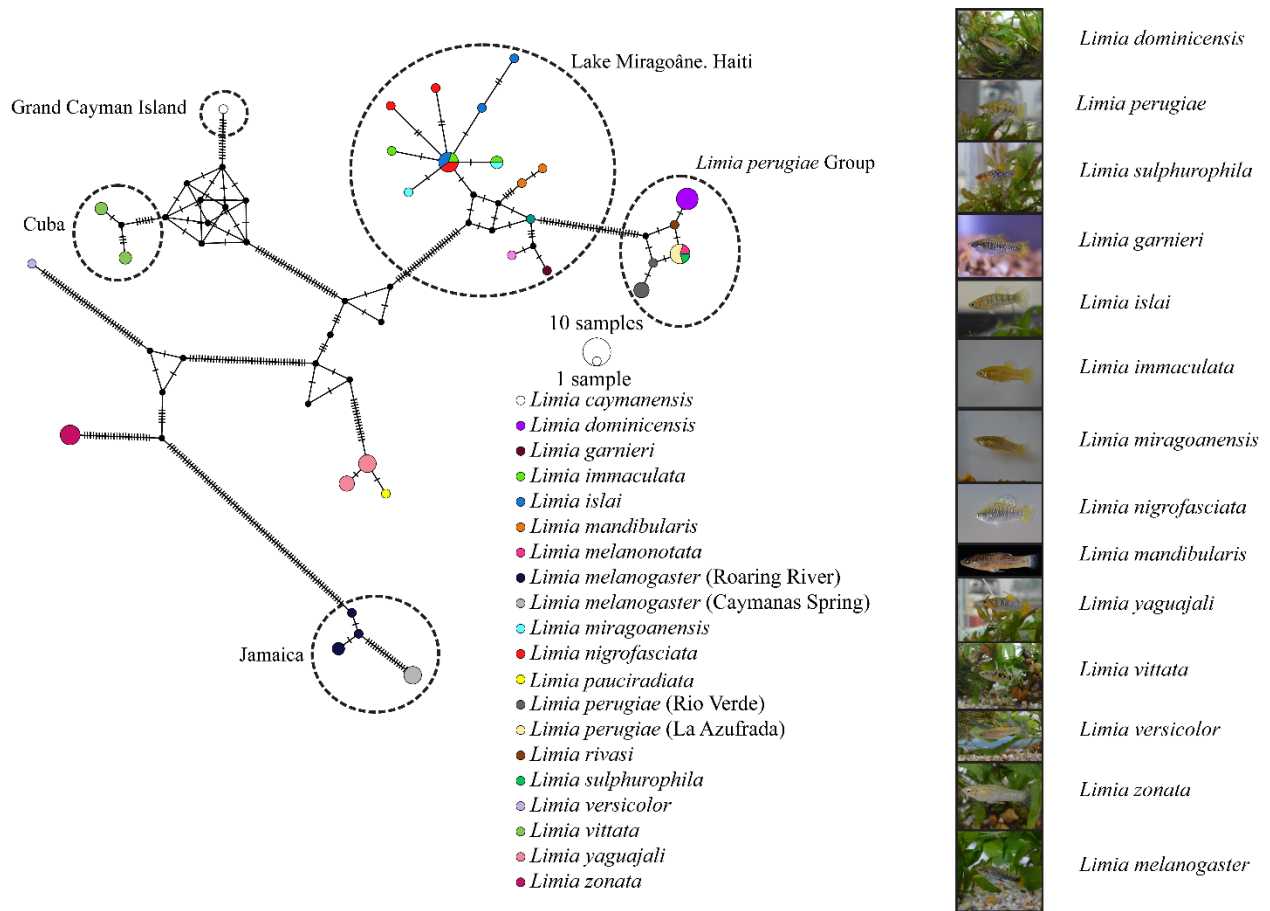 Lake Miragoâne. Haiti
Grand Cayman Island
Limia perugiae Group
Cuba
10 samples
1 sample
Jamaica
Limia caymanensis
Limia dominicensis
Limia garnieri
Limia immaculata
Limia islai
Limia mandibularis
Limia melanonotata
Limia melanogaster (Roaring River)
Limia melanogaster (Caymanas Spring)
Limia miragoanensis
Limia nigrofasciata
Limia pauciradiata
Limia perugiae (Rio Verde)
Limia perugiae (La Azufrada)
Limia rivasi
Limia sulphurophila
Limia versicolor
Limia vittata
Limia yaguajali
Limia zonata
Limia dominicensis
Limia perugiae
Limia sulphurophila
Limia garnieri
Limia islai
Limia immaculata
Limia miragoanensis
Limia nigrofasciata
Limia mandibularis
Limia yaguajali
Limia vittata
Limia versicolor
Limia zonata
Limia melanogaster